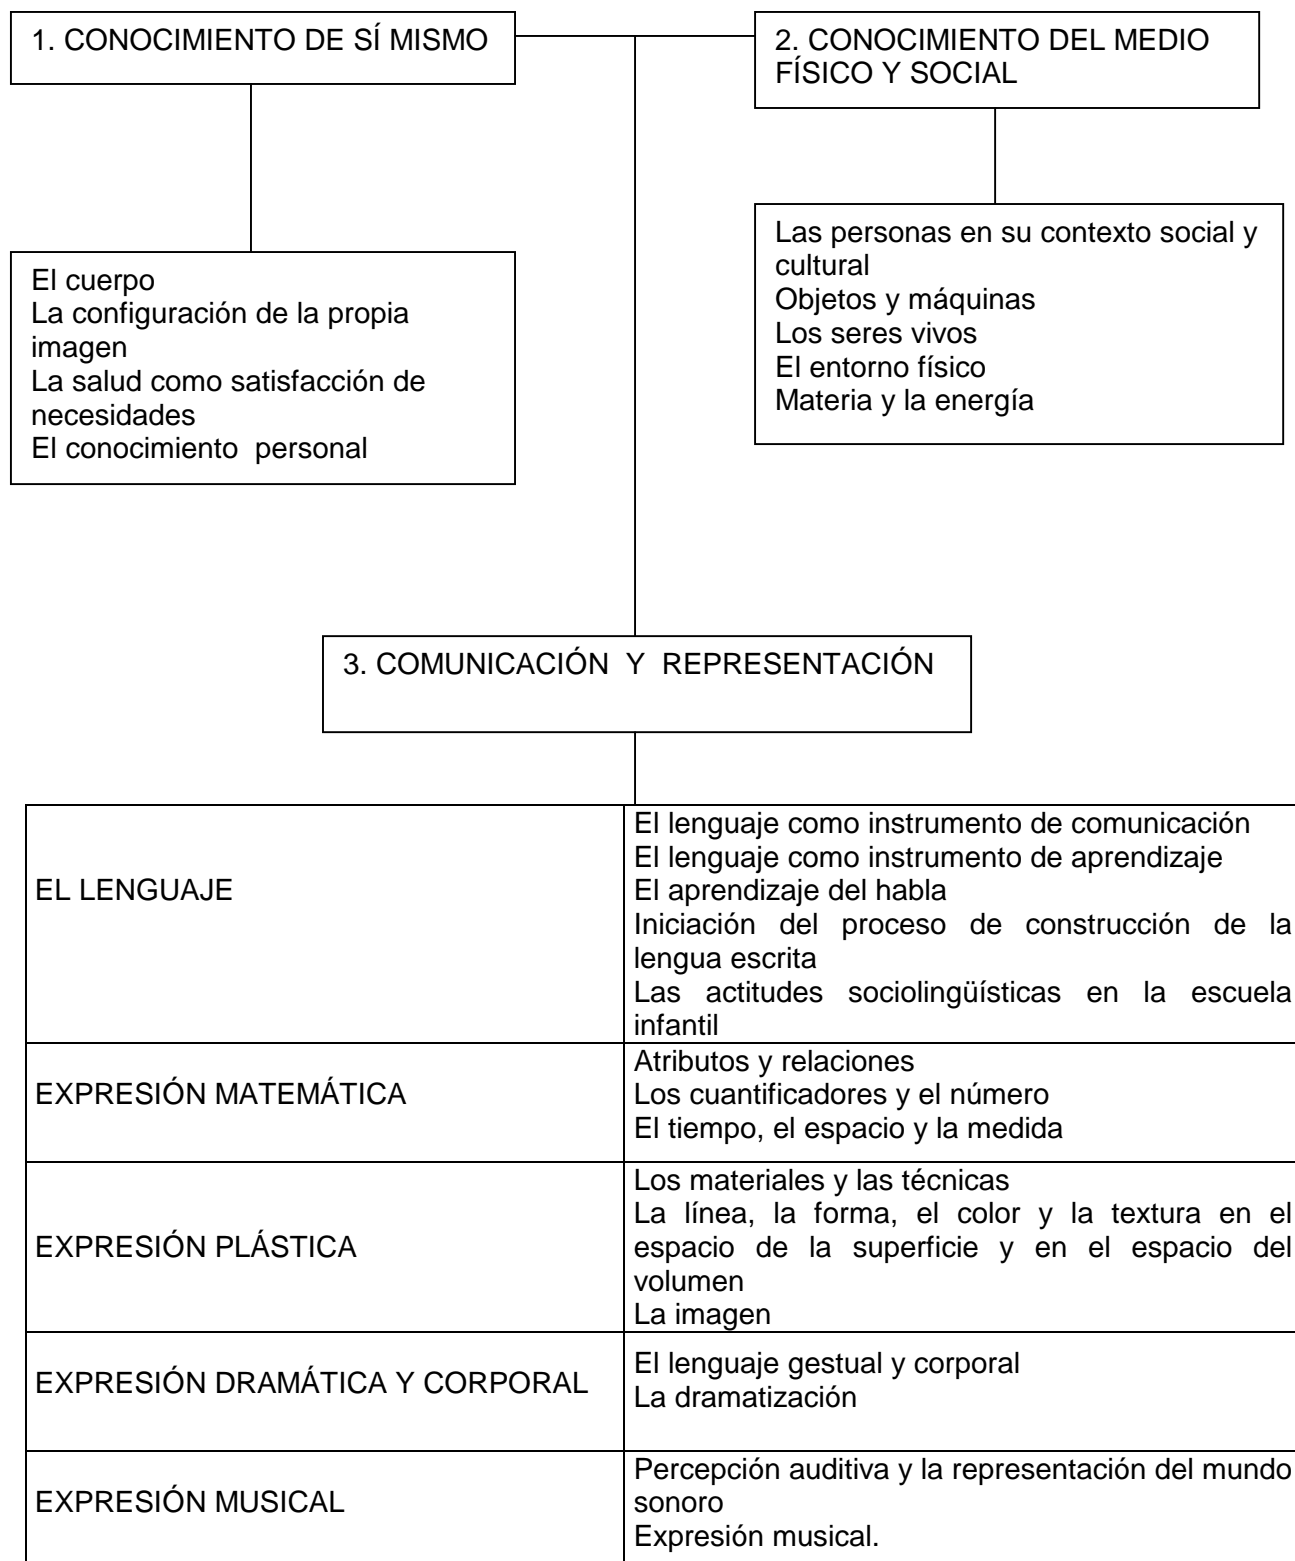 1. CONOCIMIENTO DE SÍ MISMO
2. CONOCIMIENTO DEL MEDIO
FÍSICO Y SOCIAL
El cuerpo
La configuración de la propia
imagen
La salud como satisfacción de
necesidades
El conocimiento  personal
Las personas en su contexto social y
cultural
Objetos y máquinas
Los seres vivos
El entorno físico
Materia y la energía
3. COMUNICACIÓN  Y  REPRESENTACIÓN
EL LENGUAJE
El lenguaje como instrumento de comunicación
El lenguaje como instrumento de aprendizaje
El aprendizaje del habla
Iniciación del proceso de construcción de la
lengua escrita
Las actitudes sociolingüísticas en la escuela
infantil
EXPRESIÓN MATEMÁTICA
Atributos y relaciones
Los cuantificadores y el número
El tiempo, el espacio y la medida
EXPRESIÓN PLÁSTICA
Los materiales y las técnicas
La línea, la forma, el color y la textura en el
espacio de la superficie y en el espacio del
volumen
La imagen
EXPRESIÓN DRAMÁTICA Y CORPORAL
El lenguaje gestual y corporal
La dramatización
EXPRESIÓN MUSICAL
Percepción auditiva y la representación del mundo
sonoro
Expresión musical.